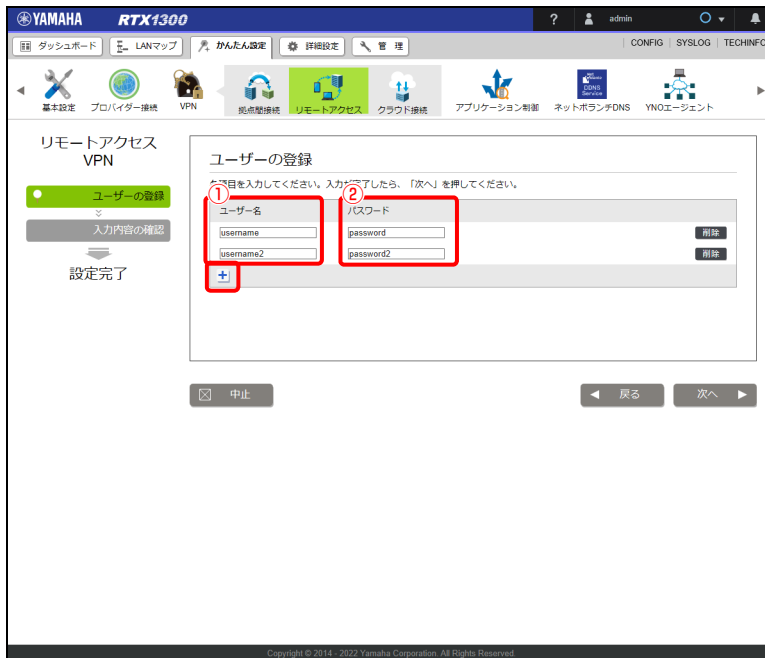 YAMAHA RTX1300 ? admin
ダッシュボード LANマップ かんたん設定 詳細設定 管 理 CONFIG SYSLOG TECHINFO
基本設定 プロバイダー接続 VPN 拠点間接続 リモートアクセス クラウド接続 アプリケーション制御 ネットボランチDNS YNOエージェント
DDNS
Service
リモートアクセス
VPN
ユーザーの登録
入力内容の確認
設定完了
ユーザーの登録
各項目を入力してください。入力が完了したら、「次へ」を押してください。
① ②
ユーザー名 パスワード
username password 削除
username2 password2 削除
+
中止 戻る 次へ
Copyright © 2014 - 2022 Yamaha Corporation. All Rights Reserved.